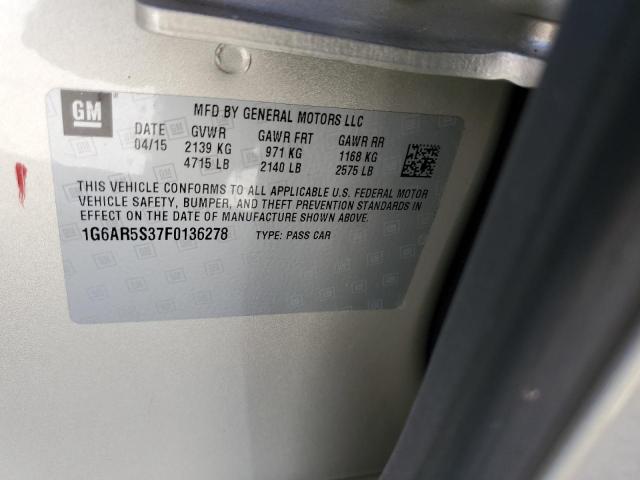 GM
MFD BY GENERAL MOTORS LLC
DATE GVWR GAWR FRT GAWR RR
04/15 2139 KG 971 KG 1168 KG
4715 LB 2140 LB 2575 LB
THIS VEHICLE CONFORMS TO ALL APPLICABLE U.S. FEDERAL MOTOR
VEHICLE SAFETY, BUMPER, AND THEFT PREVENTION STANDARDS IN
EFFECT ON THE DATE OF MANUFACTURE SHOWN ABOVE.
1G6AR5S37F0136278 TYPE: PASS CAR